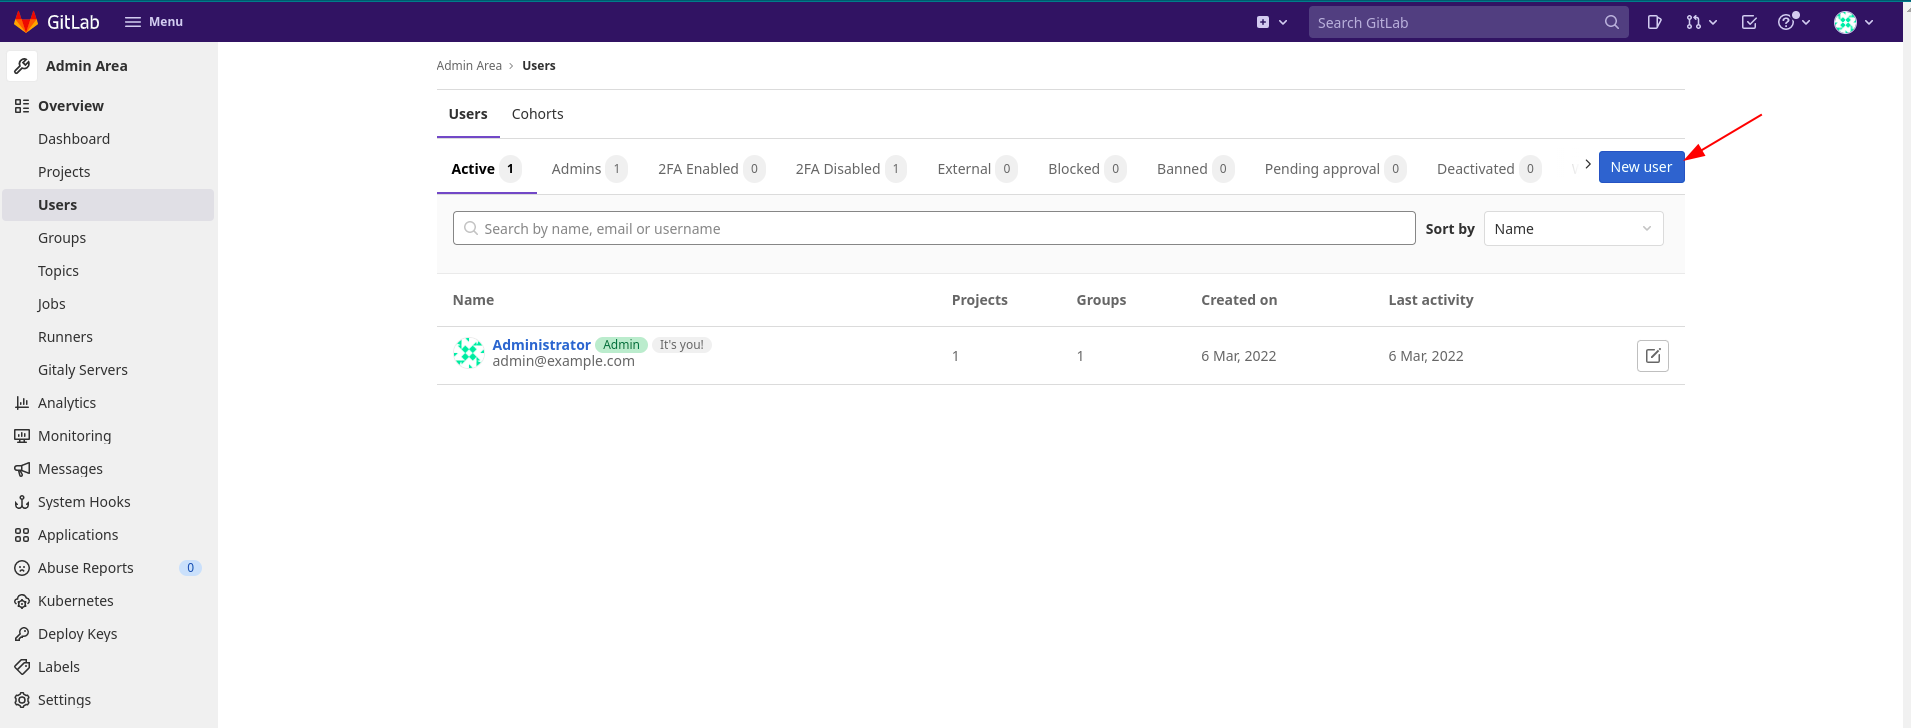 GitLab Menu Search GitLab
Admin Area
Overview
Dashboard
Projects
Users
Groups
Topics
Jobs
Runners
Gitaly Servers
Analytics
Monitoring
Messages
System Hooks
Applications
Abuse Reports 0
Kubernetes
Deploy Keys
Labels
Settings
Admin Area › Users
Users Cohorts
Active 1 Admins 1 2FA Enabled 0 2FA Disabled 1 External 0 Blocked 0 Banned 0 Pending approval 0 Deactivated 0 New user
Search by name, email or username Sort by Name
Name Projects Groups Created on Last activity
Administrator Admin It's you!
admin@example.com
1 1 6 Mar, 2022 6 Mar, 2022